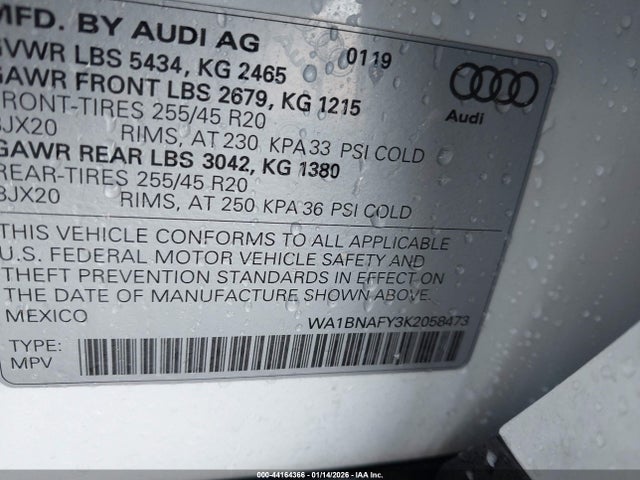 MFD. BY AUDI AG
GVWR LBS 5434, KG 2465
0119
GAWR FRONT LBS 2679, KG 1215
FRONT-TIRES 255/45 R20
8JX20 RIMS, AT 230 KPA 33 PSI COLD
GAWR REAR LBS 3042, KG 1380
REAR-TIRES 255/45 R20
8JX20 RIMS, AT 250 KPA 36 PSI COLD
Audi
THIS VEHICLE CONFORMS TO ALL APPLICABLE
U.S. FEDERAL MOTOR VEHICLE SAFETY AND
THEFT PREVENTION STANDARDS IN EFFECT ON
THE DATE OF MANUFACTURE SHOWN ABOVE.
MEXICO
WA1BNAFY3K2058473
TYPE:
MPV
000-44164366 - 01/14/2026 - IAA Inc.